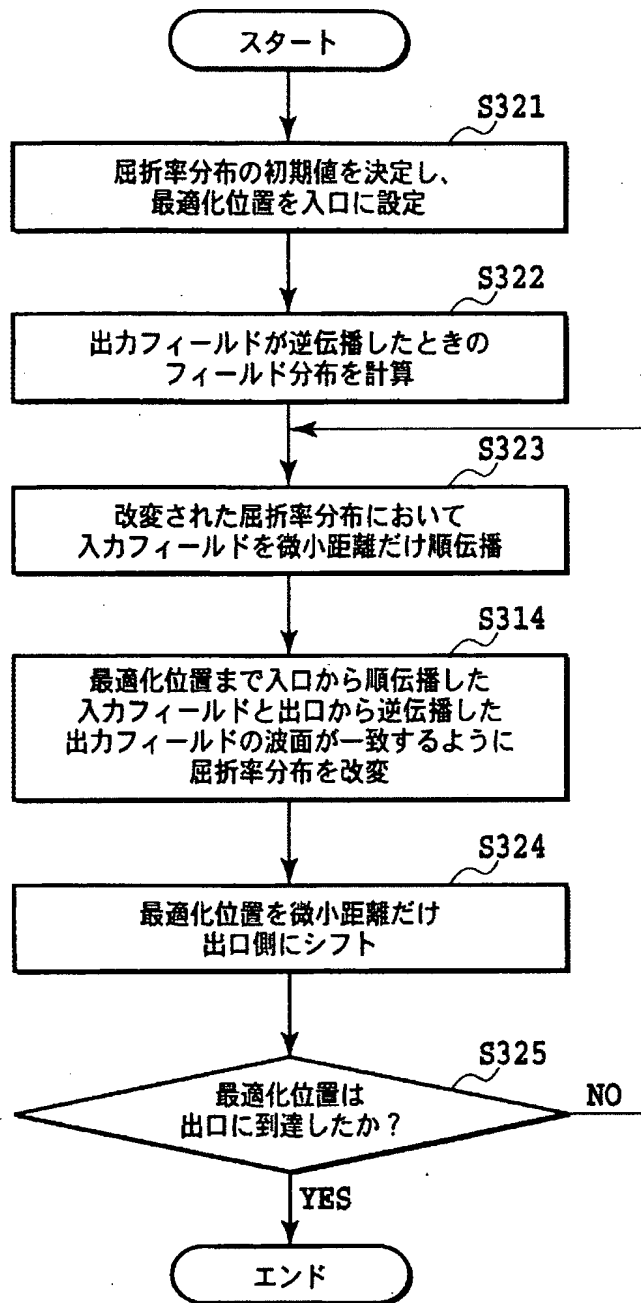 スタート
S321
屈折率分布の初期値を決定し、
最適化位置を入口に設定
S322
出力フィールドが逆伝播したときの
フィールド分布を計算
S323
改変された屈折率分布において
入力フィールドを微小距離だけ順伝播
S314
最適化位置まで入口から順伝播した
入力フィールドと出口から逆伝播した
出力フィールドの波面が一致するように
屈折率分布を改変
S324
最適化位置を微小距離だけ
出口側にシフト
S325
最適化位置は
出口に到達したか？
NO
YES
エンド